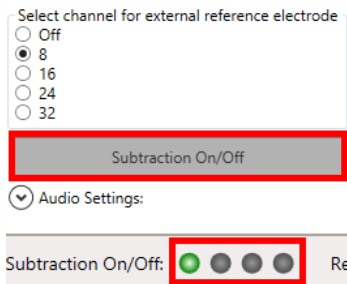 Select channel for external reference electrode
Off
8
16
24
32
Subtraction On/Off
Audio Settings:
Subtraction On/Off:
Re